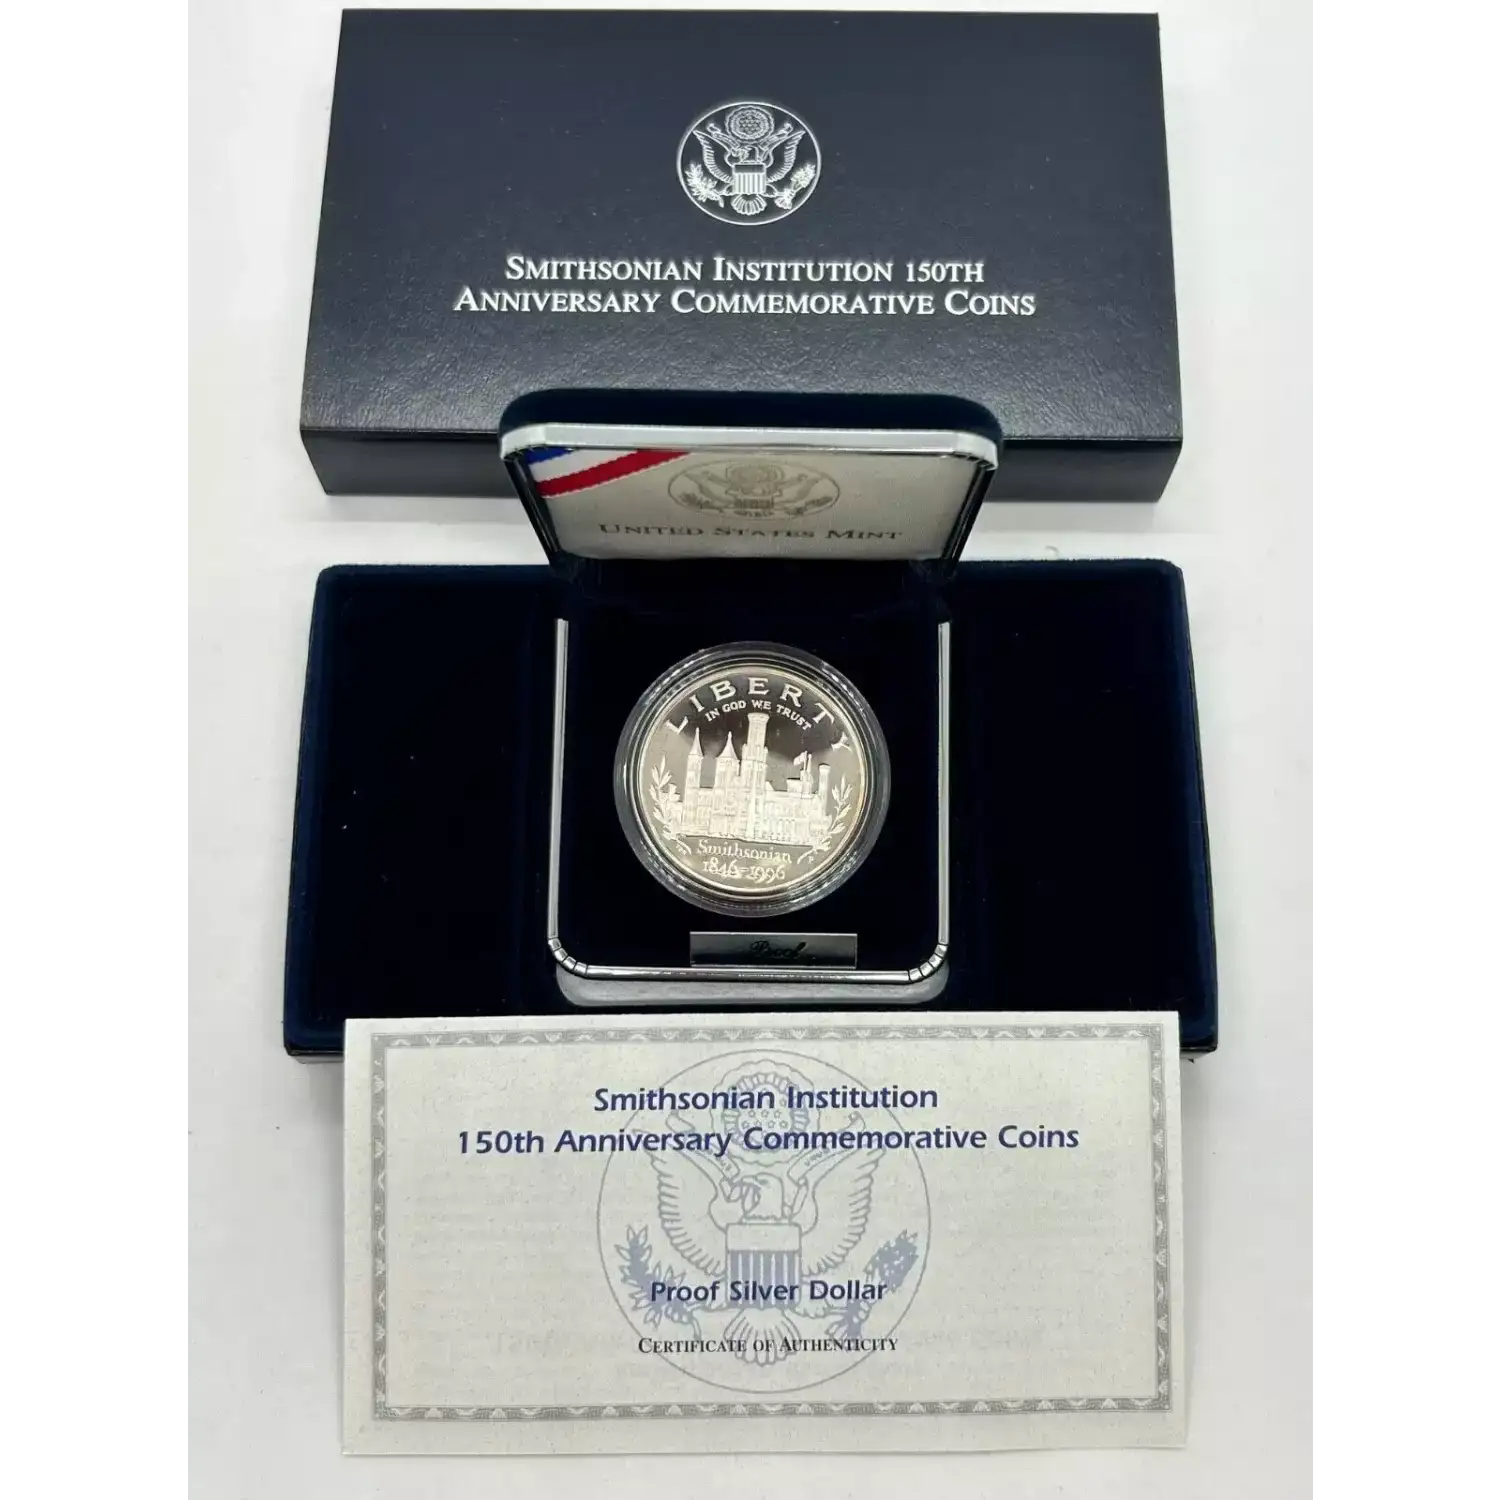 SMITHSONIAN INSTITUTION 150TH
ANNIVERSARY COMMEMORATIVE COINS
UNITED STATES MINT
LIBERTY
IN GOD WE TRUST
Smithsonian
1846-1996
Proof
Smithsonian Institution
150th Anniversary Commemorative Coins
Proof Silver Dollar
CERTIFICATE OF AUTHENTICITY